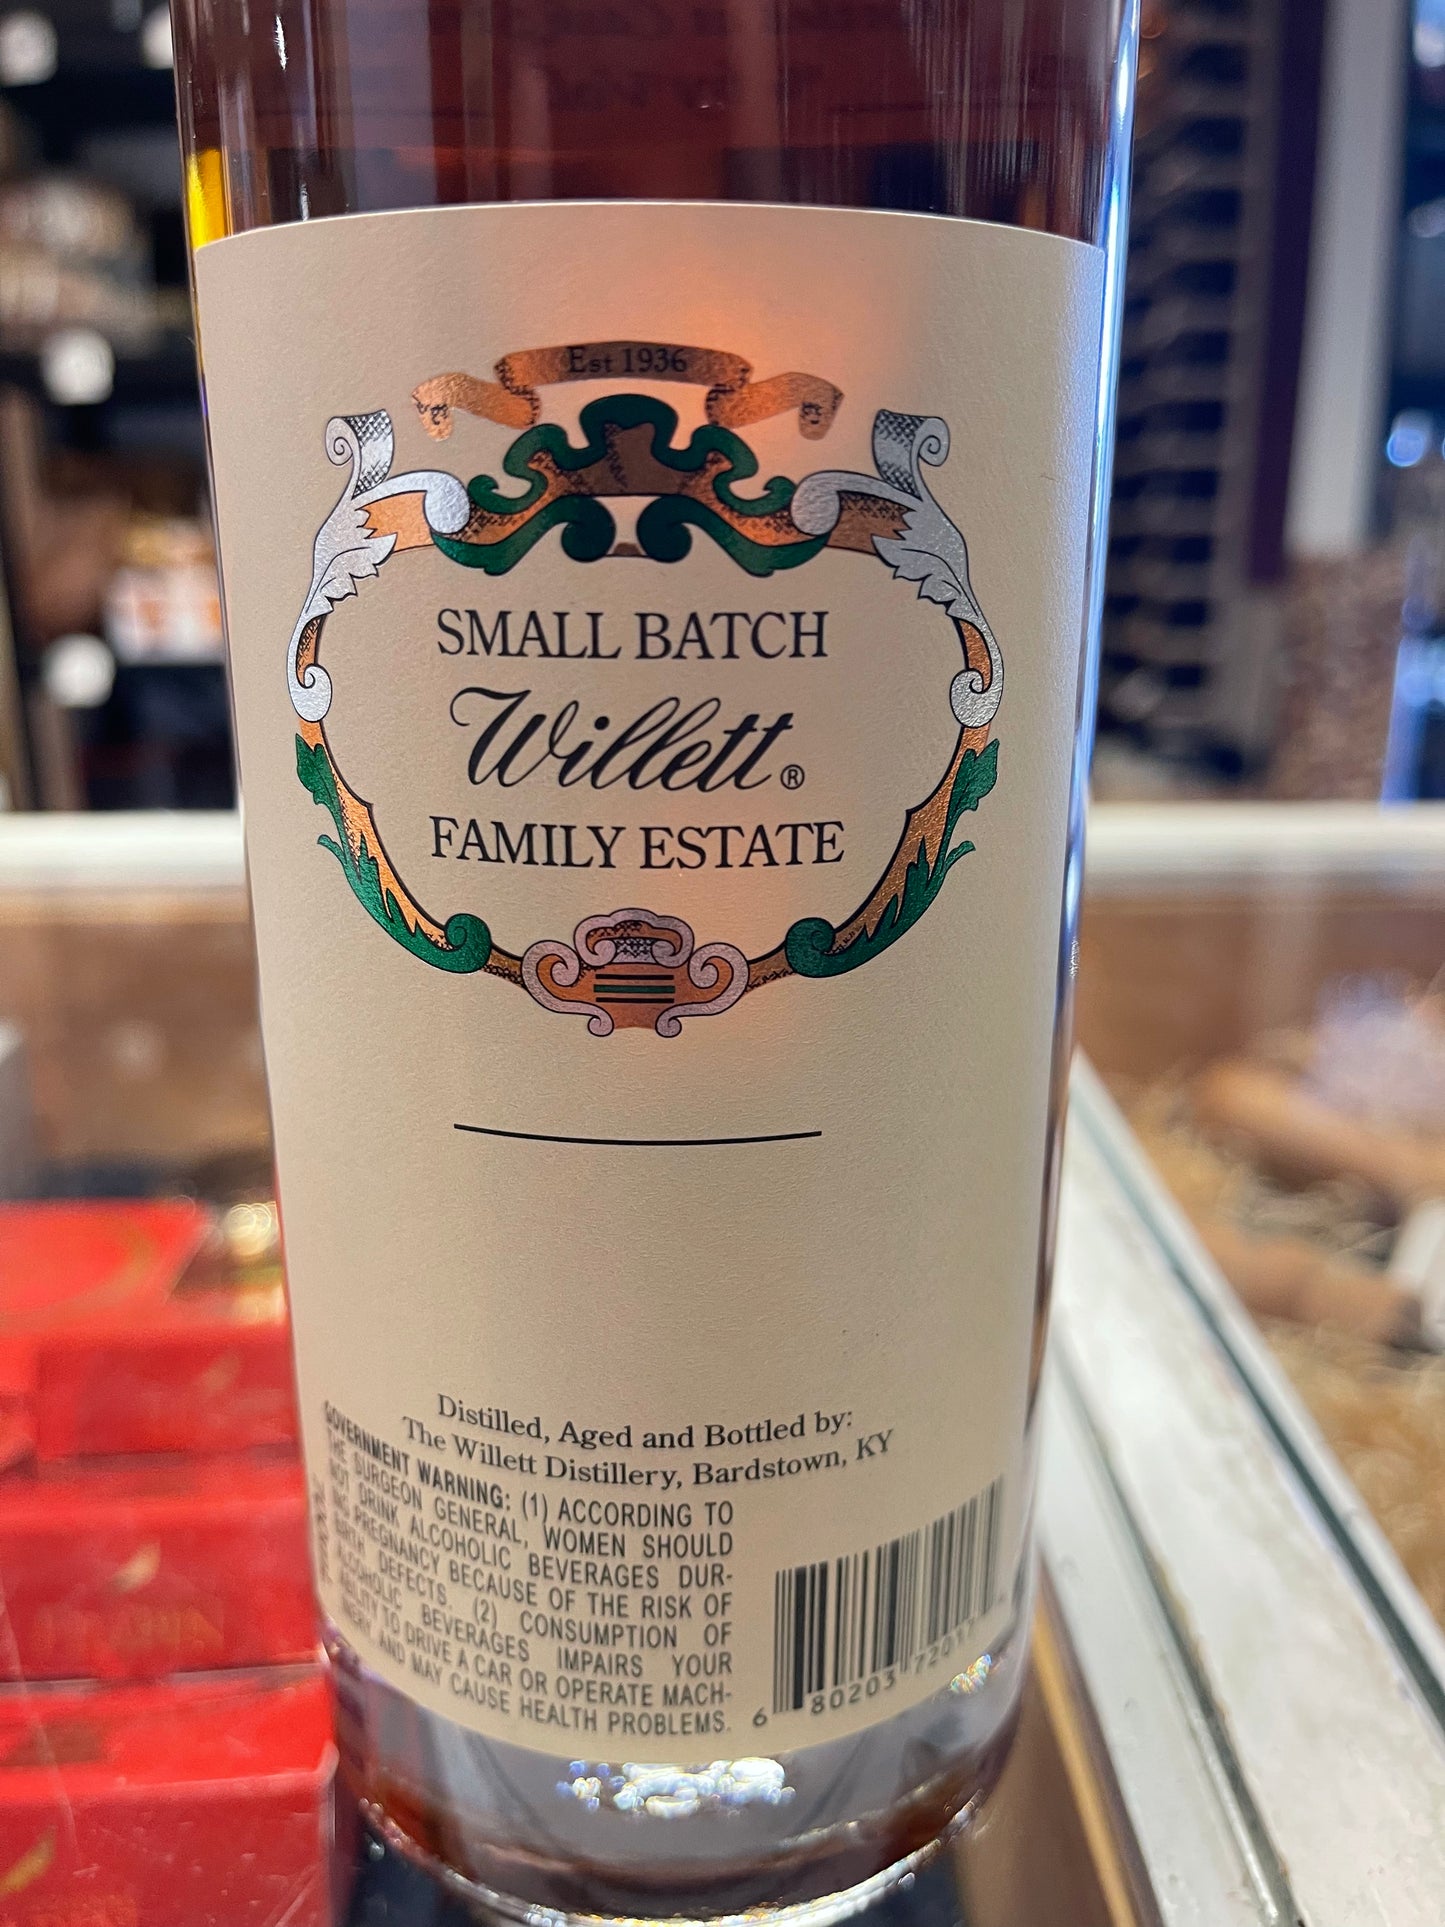 Est 1936
SMALL BATCH
Willett®
FAMILY ESTATE
Distilled, Aged and Bottled by:
The Willett Distillery, Bardstown, KY
GOVERNMENT WARNING: (1) ACCORDING TO
THE SURGEON GENERAL, WOMEN SHOULD
NOT DRINK ALCOHOLIC BEVERAGES DUR-
ING PREGNANCY BECAUSE OF THE RISK OF
BIRTH DEFECTS. (2) CONSUMPTION OF
ALCOHOLIC BEVERAGES IMPAIRS YOUR
ABILITY TO DRIVE A CAR OR OPERATE MACH-
INERY, AND MAY CAUSE HEALTH PROBLEMS.
6 80203 7201